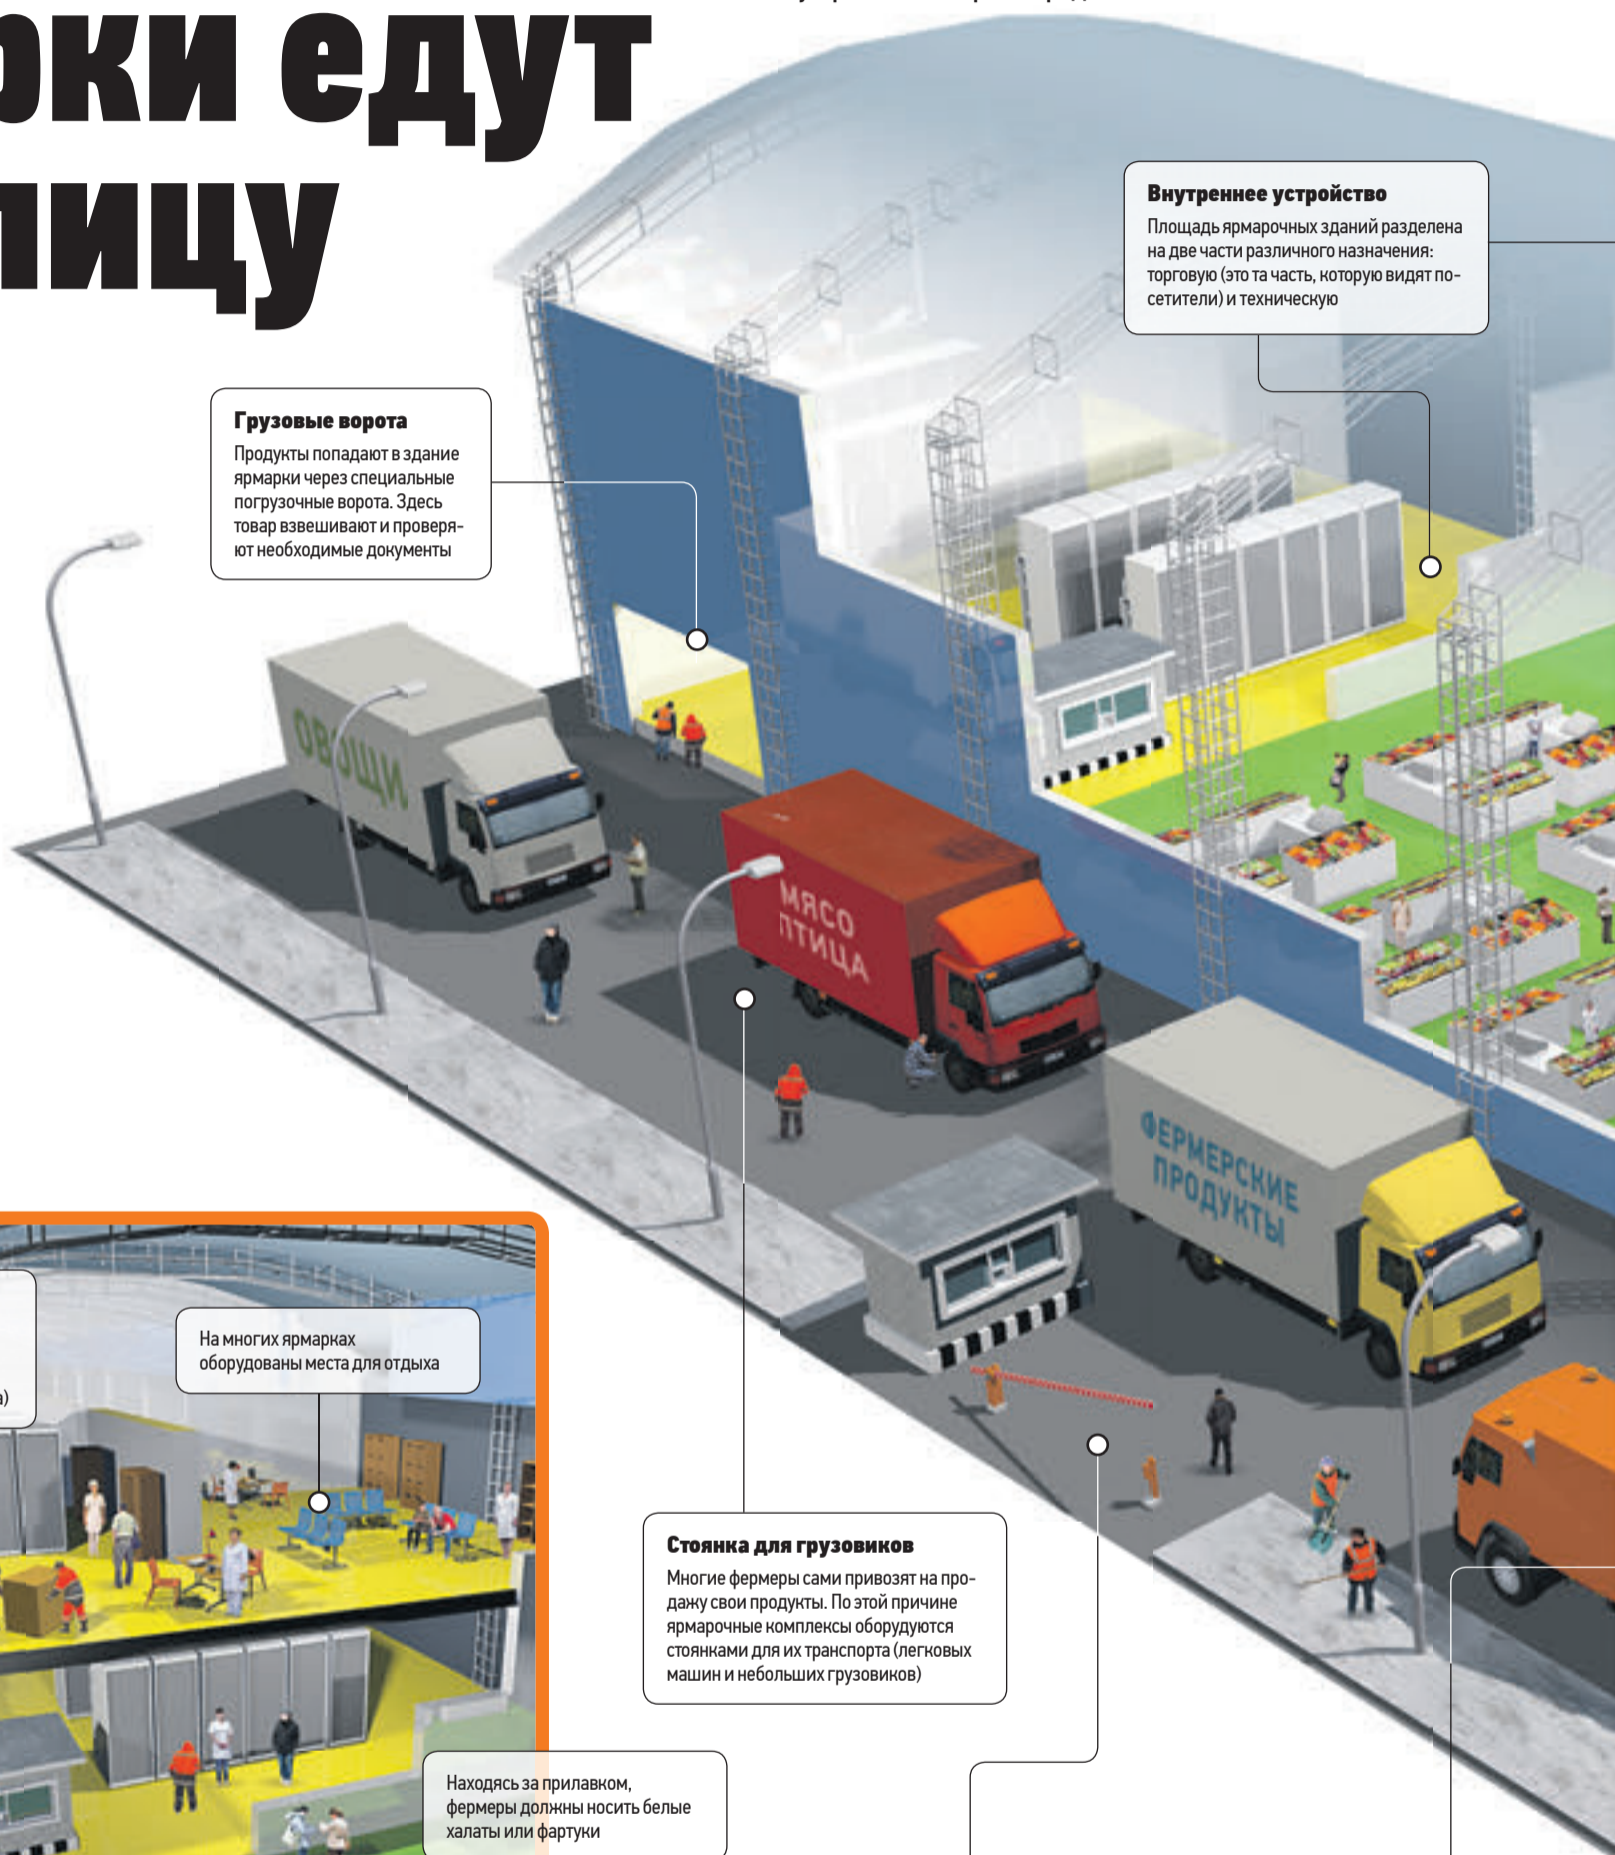 рки едут
лицу
Внутреннее устройство
Площадь ярмарочных зданий разделена
на две части различного назначения:
торговую (это та часть, которую видят по-
сетители) и техническую
Грузовые ворота
Продукты попадают в здание
ярмарки через специальные
погрузочные ворота. Здесь
товар взвешивают и проверя-
ют необходимые документы
ОВОЩИ
МЯСО
ПТИЦА
ФЕРМЕРСКИЕ
ПРОДУКТЫ
На многих ярмарках
оборудованы места для отдыха
а)
Стоянка для грузовиков
Многие фермеры сами привозят на про-
дажу свои продукты. По этой причине
ярмарочные комплексы оборудуются
стоянками для их транспорта (легковых
машин и небольших грузовиков)
Находясь за прилавком,
фермеры должны носить белые
халаты или фартуки